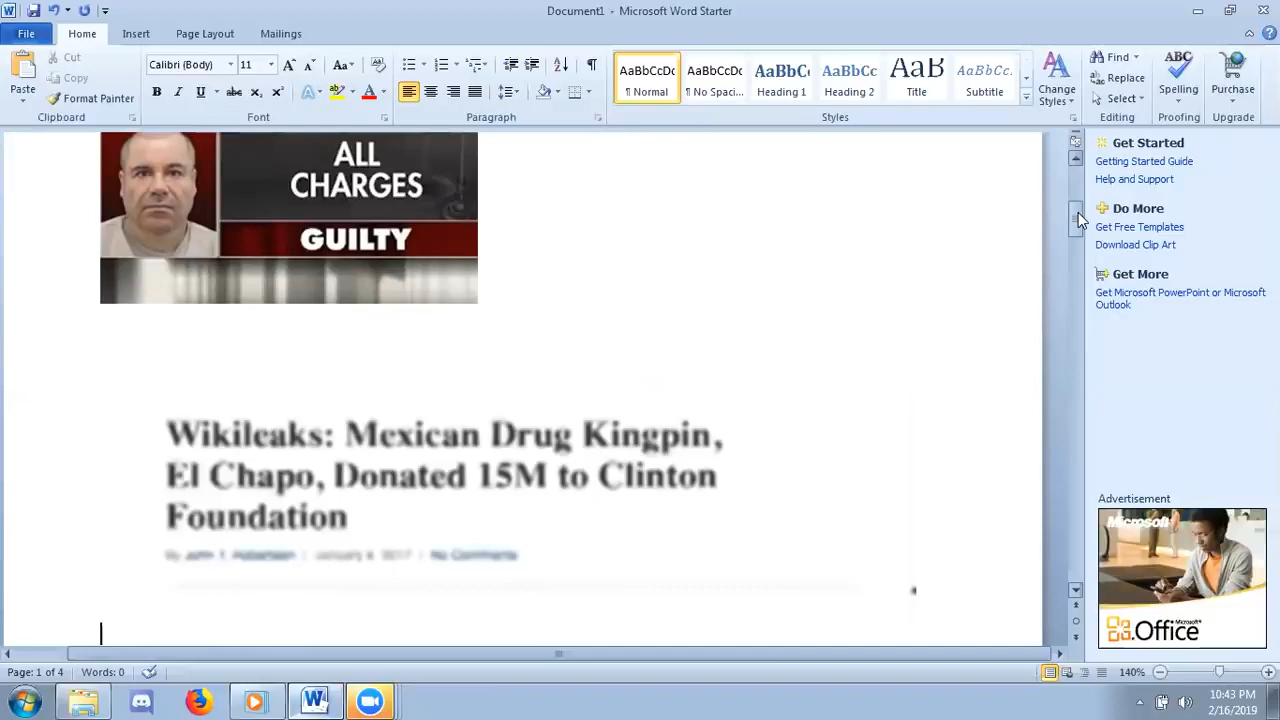 Document1 - Microsoft Word Starter
File Home Insert Page Layout Mailings
Cut
Copy
Format Painter
Paste
Clipboard
Calibri (Body) 11
Font
Paragraph
AaBbCcDc AaBbCcDc AaBbC AaBbCc AaB AaBbCc
¶ Normal ¶ No Spaci... Heading 1 Heading 2 Title Subtitle
Styles
Change
Styles
Find
Replace
Select
Editing
ABC
Spelling
Proofing
Purchase
Upgrade
ALL
CHARGES
GUILTY
Wikileaks: Mexican Drug Kingpin,
El Chapo, Donated 15M to Clinton
Foundation
No Comments
Get Started
Getting Started Guide
Help and Support
Do More
Get Free Templates
Download Clip Art
Get More
Get Microsoft PowerPoint or Microsoft
Outlook
Advertisement
Microsoft
Office
Page: 1 of 4 Words: 0
140%
10:43 PM
2/16/2019